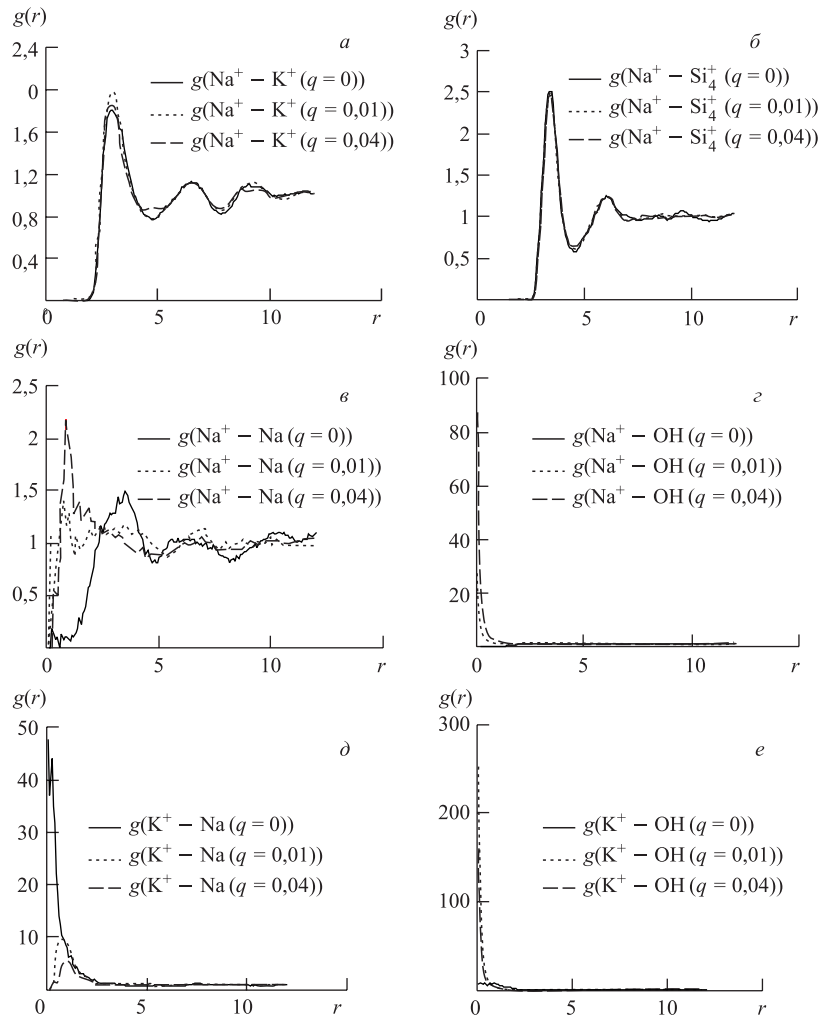 g(r)
а
2,4
g(Na⁺ − K⁺ (q = 0))
0
g(Na⁺ − K⁺ (q = 0,01))
1,6
g(Na⁺ − K⁺ (q = 0,04))
1,2
0,8
0,4
0 5 10 r
g(r)
б
3
g(Na⁺ − Si₄⁺ (q = 0))
2,5
g(Na⁺ − Si₄⁺ (q = 0,01))
2
g(Na⁺ − Si₄⁺ (q = 0,04))
1,5
1
0,5
0 5 10 r
g(r)
в
2,5
2
g(Na⁺ − Na (q = 0))
g(Na⁺ − Na (q = 0,01))
1,5
g(Na⁺ − Na (q = 0,04))
1
0,5
0 5 10 r
g(r)
г
100
80
g(Na⁺ − OH (q = 0))
g(Na⁺ − OH (q = 0,01))
60
g(Na⁺ − OH (q = 0,04))
40
20
0 5 10 r
g(r)
д
50
40
30
g(K⁺ − Na (q = 0))
g(K⁺ − Na (q = 0,01))
20
g(K⁺ − Na (q = 0,04))
10
0 5 10 r
g(r)
е
300
200
g(K⁺ − OH (q = 0))
g(K⁺ − OH (q = 0,01))
g(K⁺ − OH (q = 0,04))
100
0 5 10 r